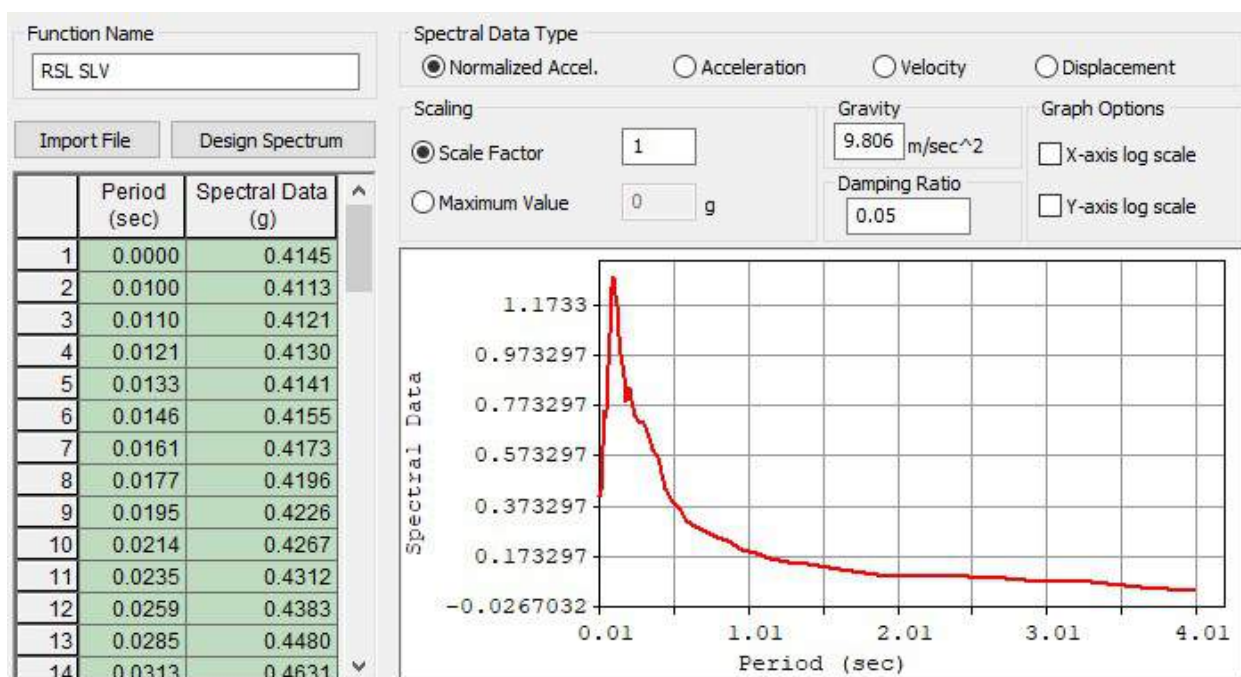 Function Name
RSL SLV
Import File
Design Spectrum
Period (sec)
Spectral Data (g)
1 0.0000 0.4145
2 0.0100 0.4113
3 0.0110 0.4121
4 0.0121 0.4130
5 0.0133 0.4141
6 0.0146 0.4155
7 0.0161 0.4173
8 0.0177 0.4196
9 0.0195 0.4226
10 0.0214 0.4267
11 0.0235 0.4312
12 0.0259 0.4383
13 0.0285 0.4480
14 0.0313 0.4631
Spectral Data Type
Normalized Accel.
Acceleration
Velocity
Displacement
Scaling
Scale Factor
1
Maximum Value
0
g
Gravity
9.806 m/sec^2
Damping Ratio
0.05
Graph Options
X-axis log scale
Y-axis log scale
Spectral Data
1.1733
0.973297
0.773297
0.573297
0.373297
0.173297
-0.0267032
0.01 1.01 2.01 3.01 4.01
Period (sec)